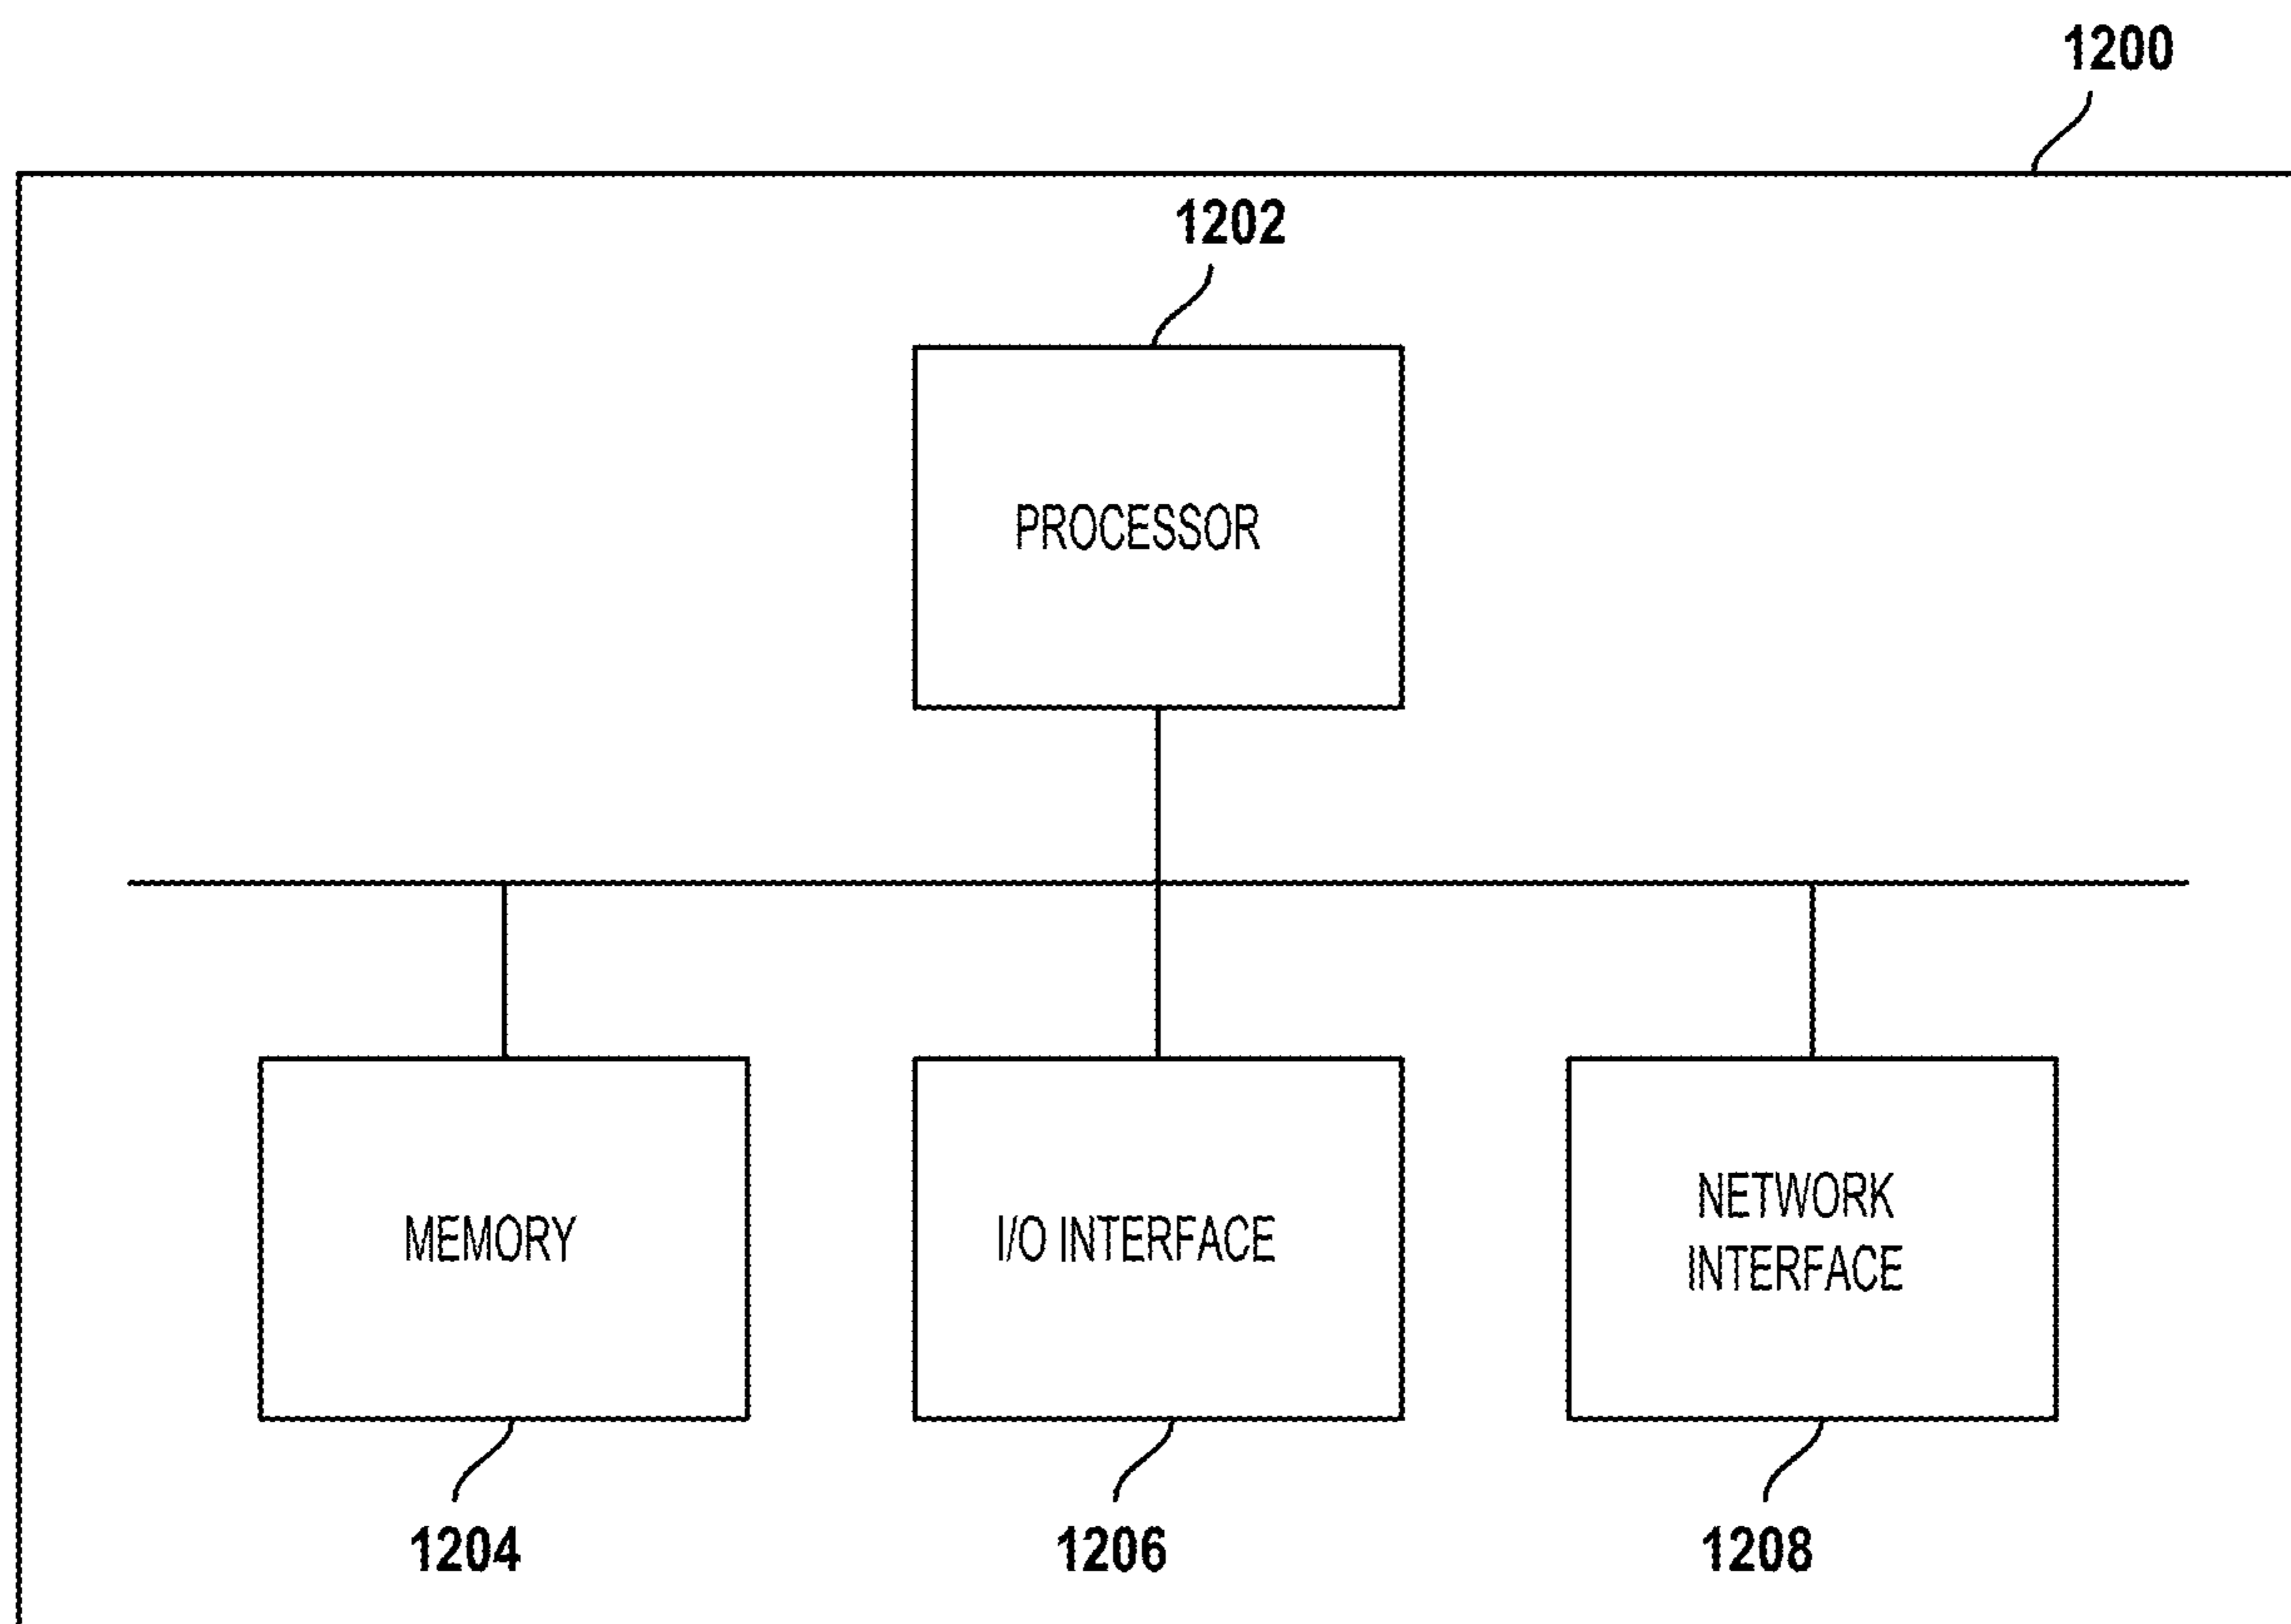 1200
1202
PROCESSOR
MEMORY
I/O INTERFACE
NETWORK
INTERFACE
1204
1206
1208